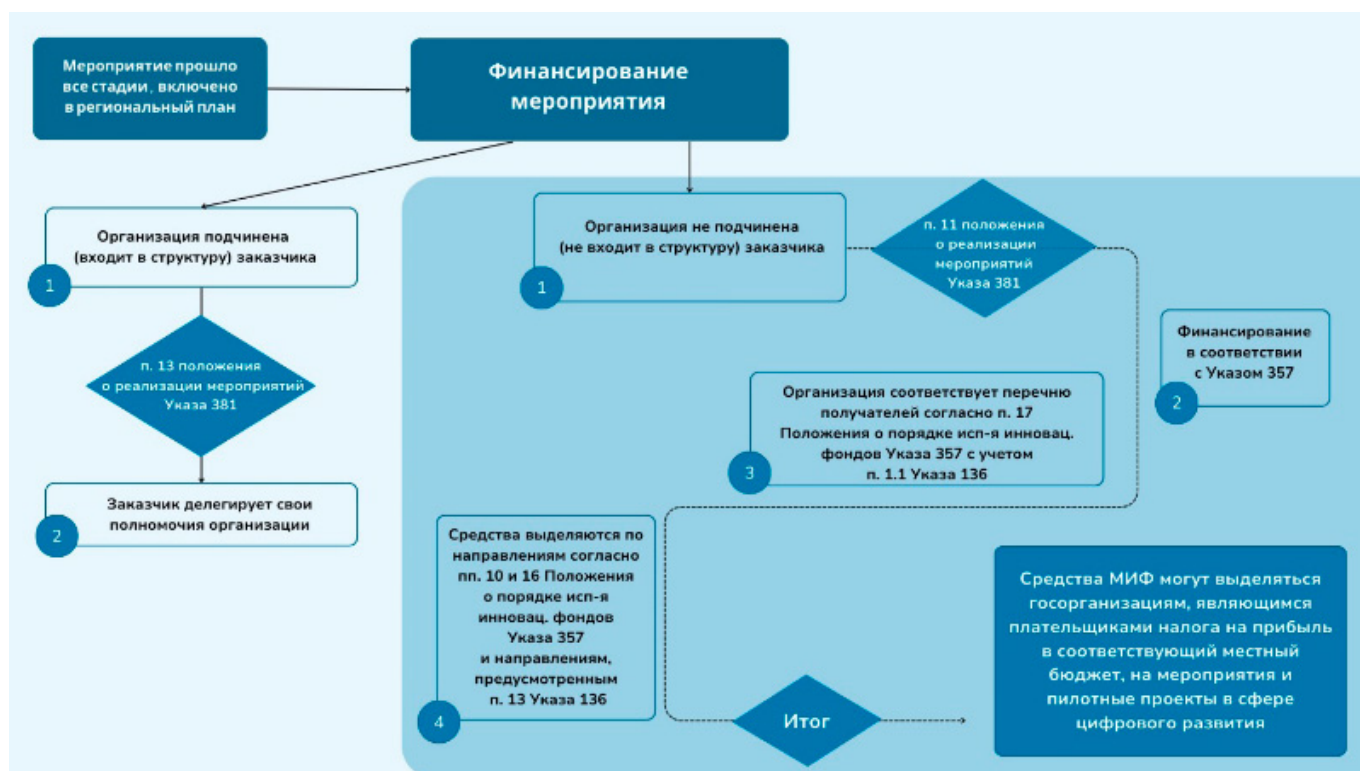 Мероприятие прошло
все стадии, включено
в региональный план
Финансирование
мероприятия
Организация подчинена
(входит в структуру) заказчика
1
п. 13 положения
о реализации мероприятий
Указа 381
Заказчик делегирует свои
полномочия организации
2
Организация не подчинена
(не входит в структуру) заказчика
1
п. 11 положения
о реализации
мероприятий
Указа 381
Финансирование
в соответствии
с Указом 357
2
Организация соответствует перечню
получателей согласно п. 17
Положения о порядке исп-я инновац.
фондов Указа 357 с учетом
п. 1.1 Указа 136
3
Средства выделяются по
направлениям согласно
пп. 10 и 16 Положения
о порядке исп-я
инновац. фондов
Указа 357
и направлениям,
предусмотренным
п. 13 Указа 136
4
Итог
Средства МИФ могут выделяться
госорганизациям, являющимся
плательщиками налога на прибыль
в соответствующий местный
бюджет, на мероприятия и
пилотные проекты в сфере
цифрового развития